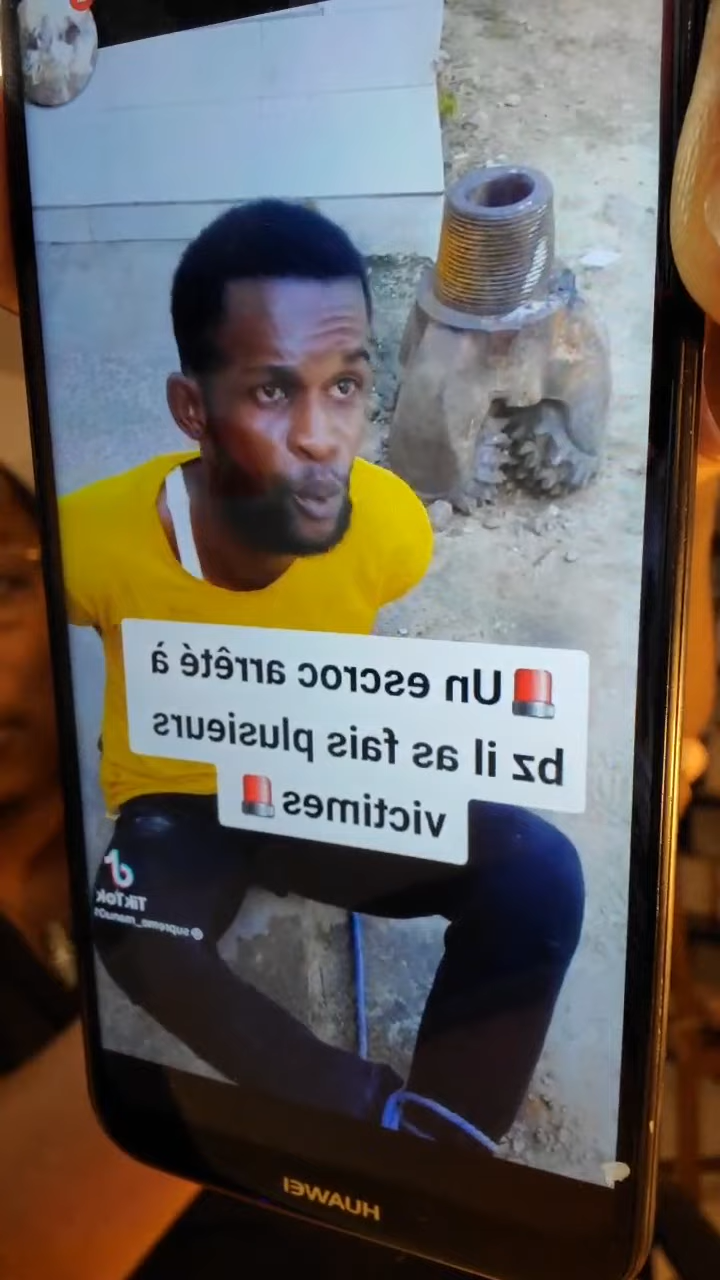 🚨Un escroc arrêté à
bz il as fais plusieurs
victimes🚨
TikTok
HUAWEI